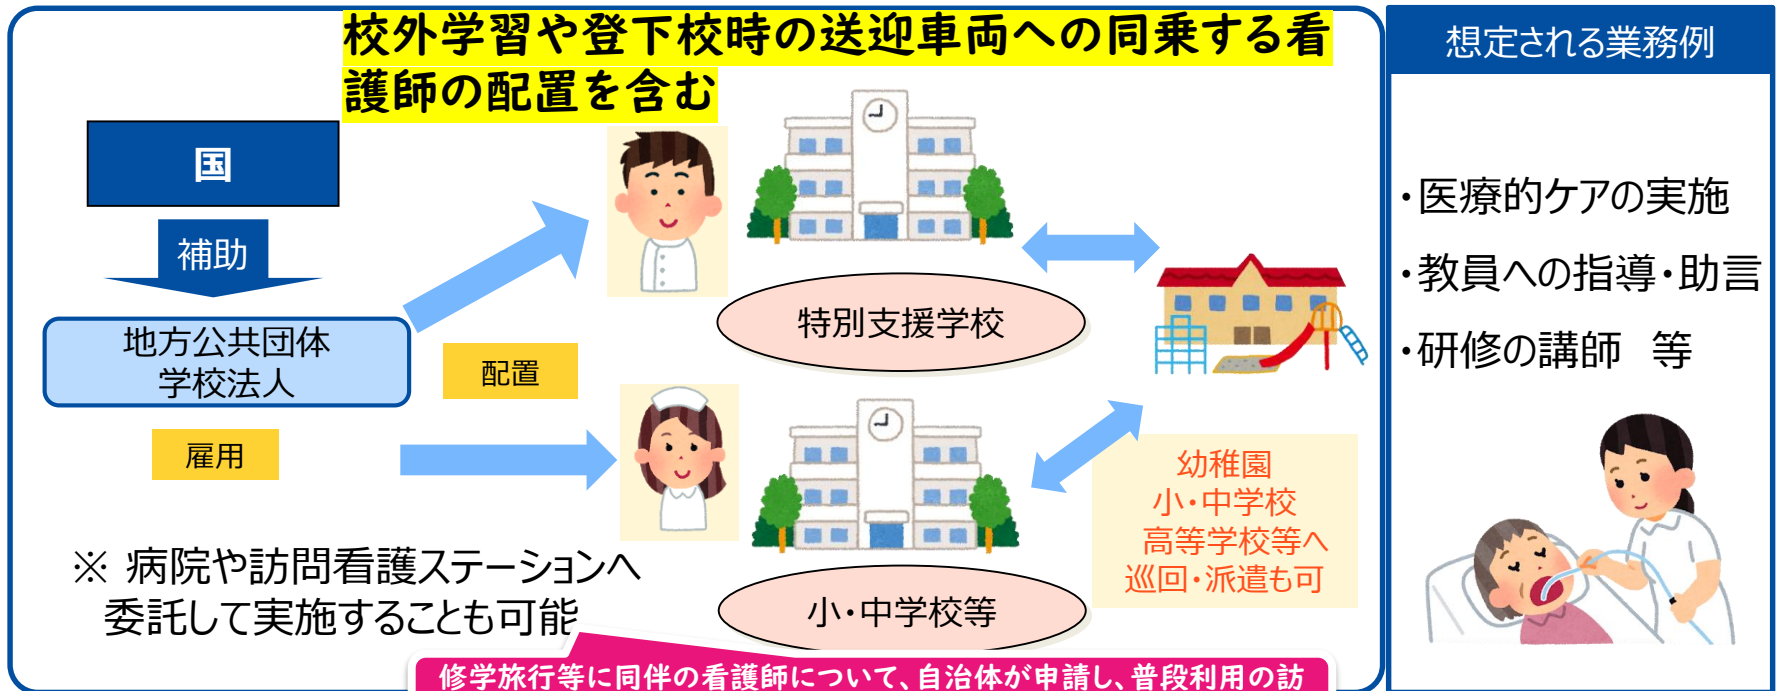 校外学習や登下校時の送迎車両への同乗する看
護師の配置を含む
国
補助
地方公共団体
学校法人
配置
雇用
特別支援学校
小・中学校等
幼稚園
小・中学校
高等学校等へ
巡回・派遣も可
※ 病院や訪問看護ステーションへ
委託して実施することも可能
修学旅行等に同伴の看護師について、自治体が申請し、普段利用の訪
想定される業務例
・医療的ケアの実施
・教員への指導・助言
・研修の講師　等